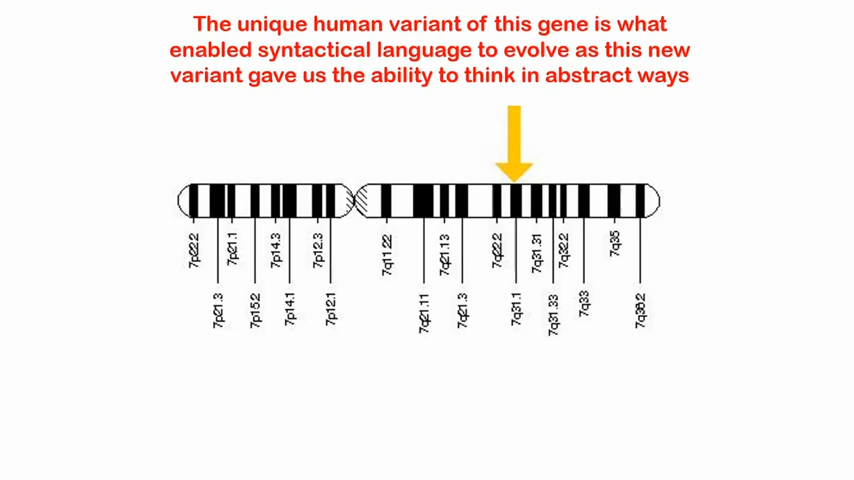 The unique human variant of this gene is what
enabled syntactical language to evolve as this new
variant gave us the ability to think in abstract ways
7p22.2
7p21.3
7p21.1
7p15.2
7p14.3
7p14.1
7p12.3
7p12.1
7q11.22
7q21.11
7q21.13
7q21.3
7q22.2
7q31.1
7q31.31
7q31.33
7q32.2
7q33
7q35
7q36.2